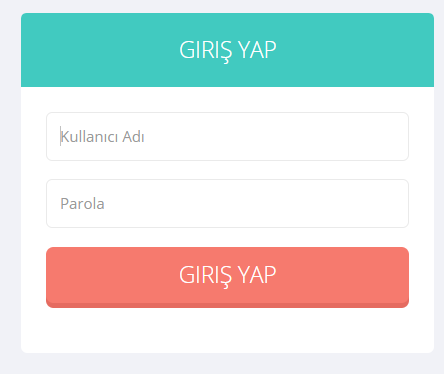 GIRIŞ YAP
Kullanıcı Adı
Parola
GIRIŞ YAP